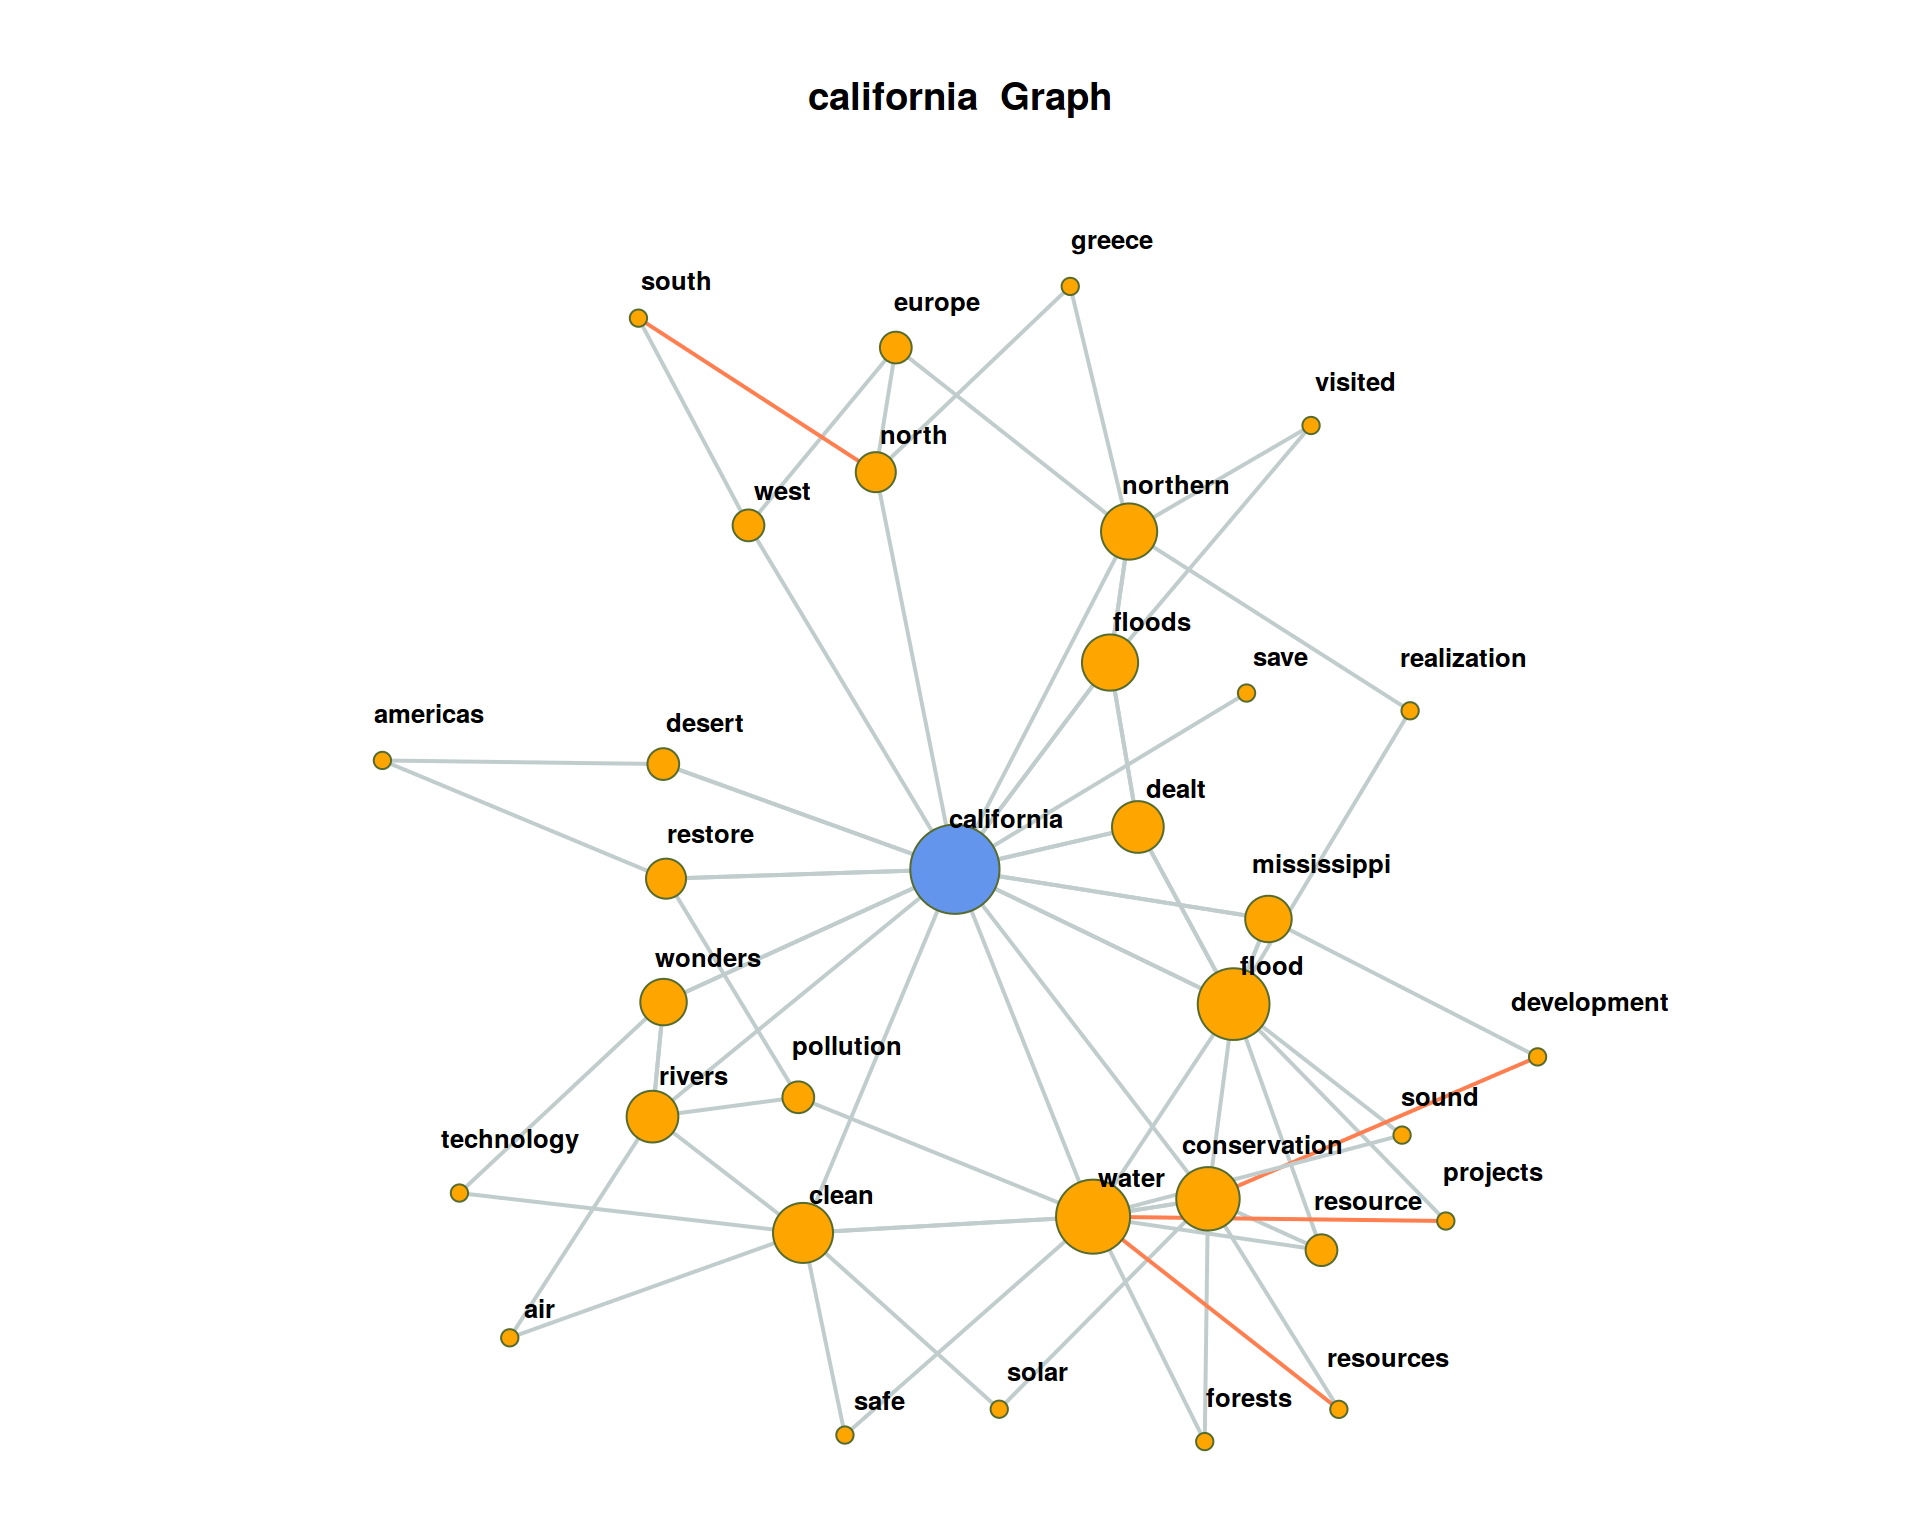 california  Graph
greece
south
europe
visited
north
northern
west
floods
save
realization
americas
desert
dealt
california
restore
mississippi
wonders
flood
development
pollution
rivers
sound
technology
conservation
projects
water
clean
resource
air
resources
solar
forests
safe